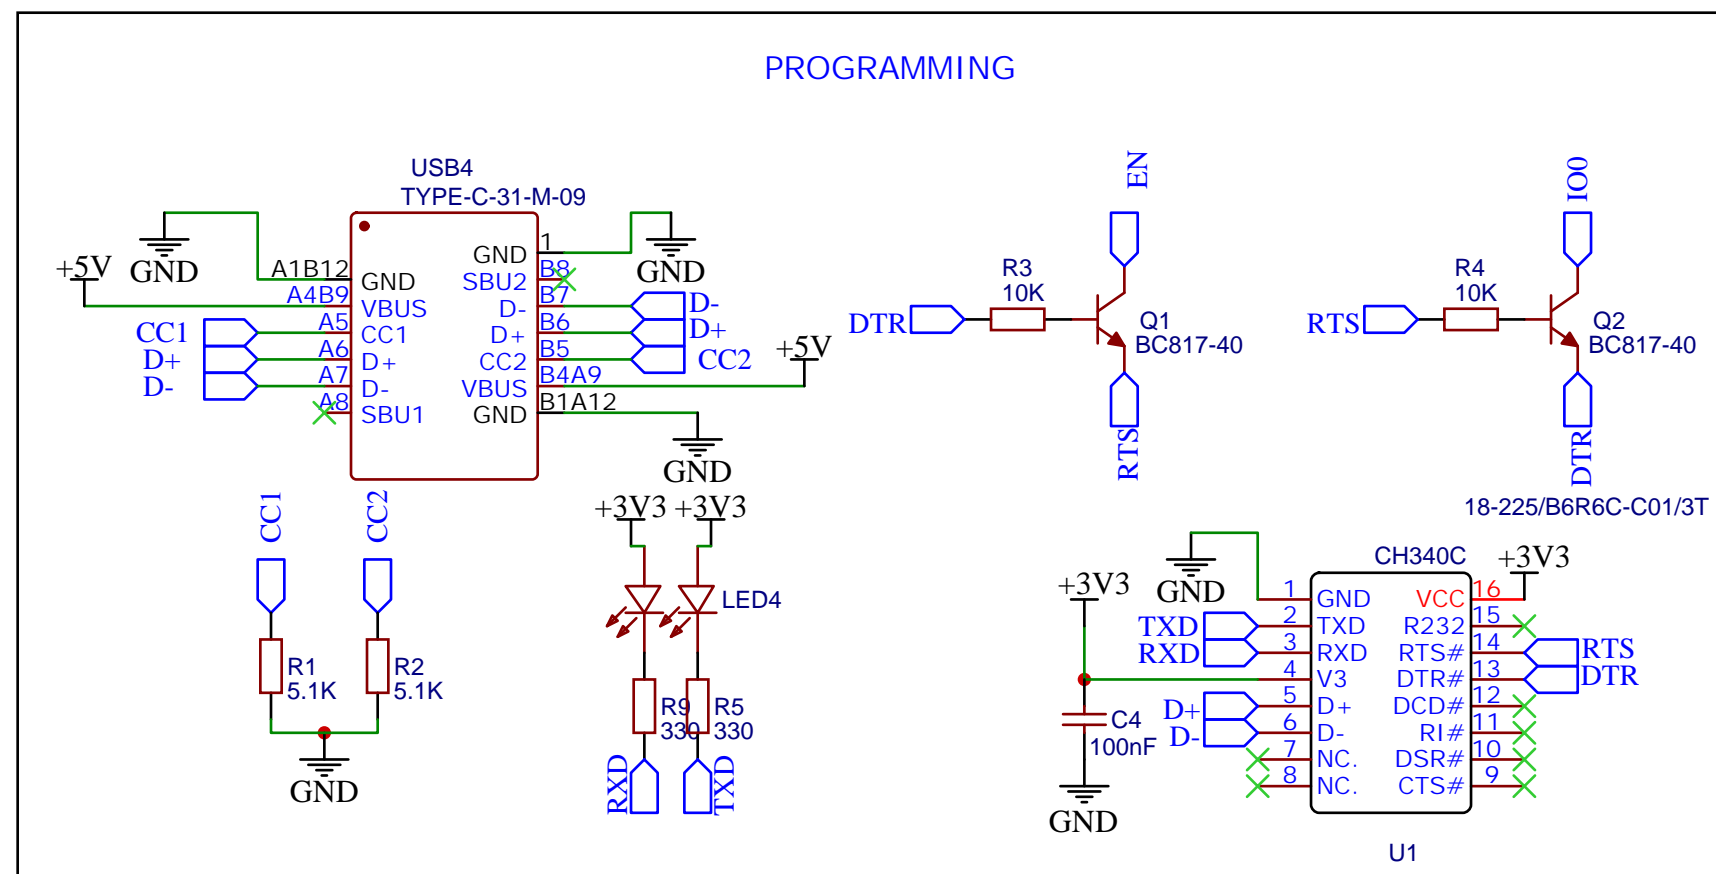 PROGRAMMING
USB4
TYPE-C-31-M-09
GND
+5V
A1B12
GND
A4B9
VBUS
CC1
A5
CC1
D+
A6
D+
D-
A7
D-
A8
SBU1
1
GND
GND
B8
SBU2
B7
D-
D-
B6
D+
D+
B5
CC2
CC2
+5V
B4A9
VBUS
B1A12
GND
GND
EN
DTR
R3
10K
Q1
BC817-40
RTS
IO0
RTS
R4
10K
Q2
BC817-40
DTR
CC1
CC2
R1
5.1K
R2
5.1K
GND
+3V3
+3V3
LED4
R9
330
R5
330
RXD
TXD
18-225/B6R6C-C01/3T
CH340C
+3V3
GND
+3V3
1
GND
VCC
16
TXD
2
TXD
R232
15
RXD
3
RXD
RTS#
14
RTS
4
V3
DTR#
13
DTR
D+
5
D+
DCD#
12
D-
6
D-
RI#
11
7
NC.
DSR#
10
8
NC.
CTS#
9
C4
100nF
GND
U1